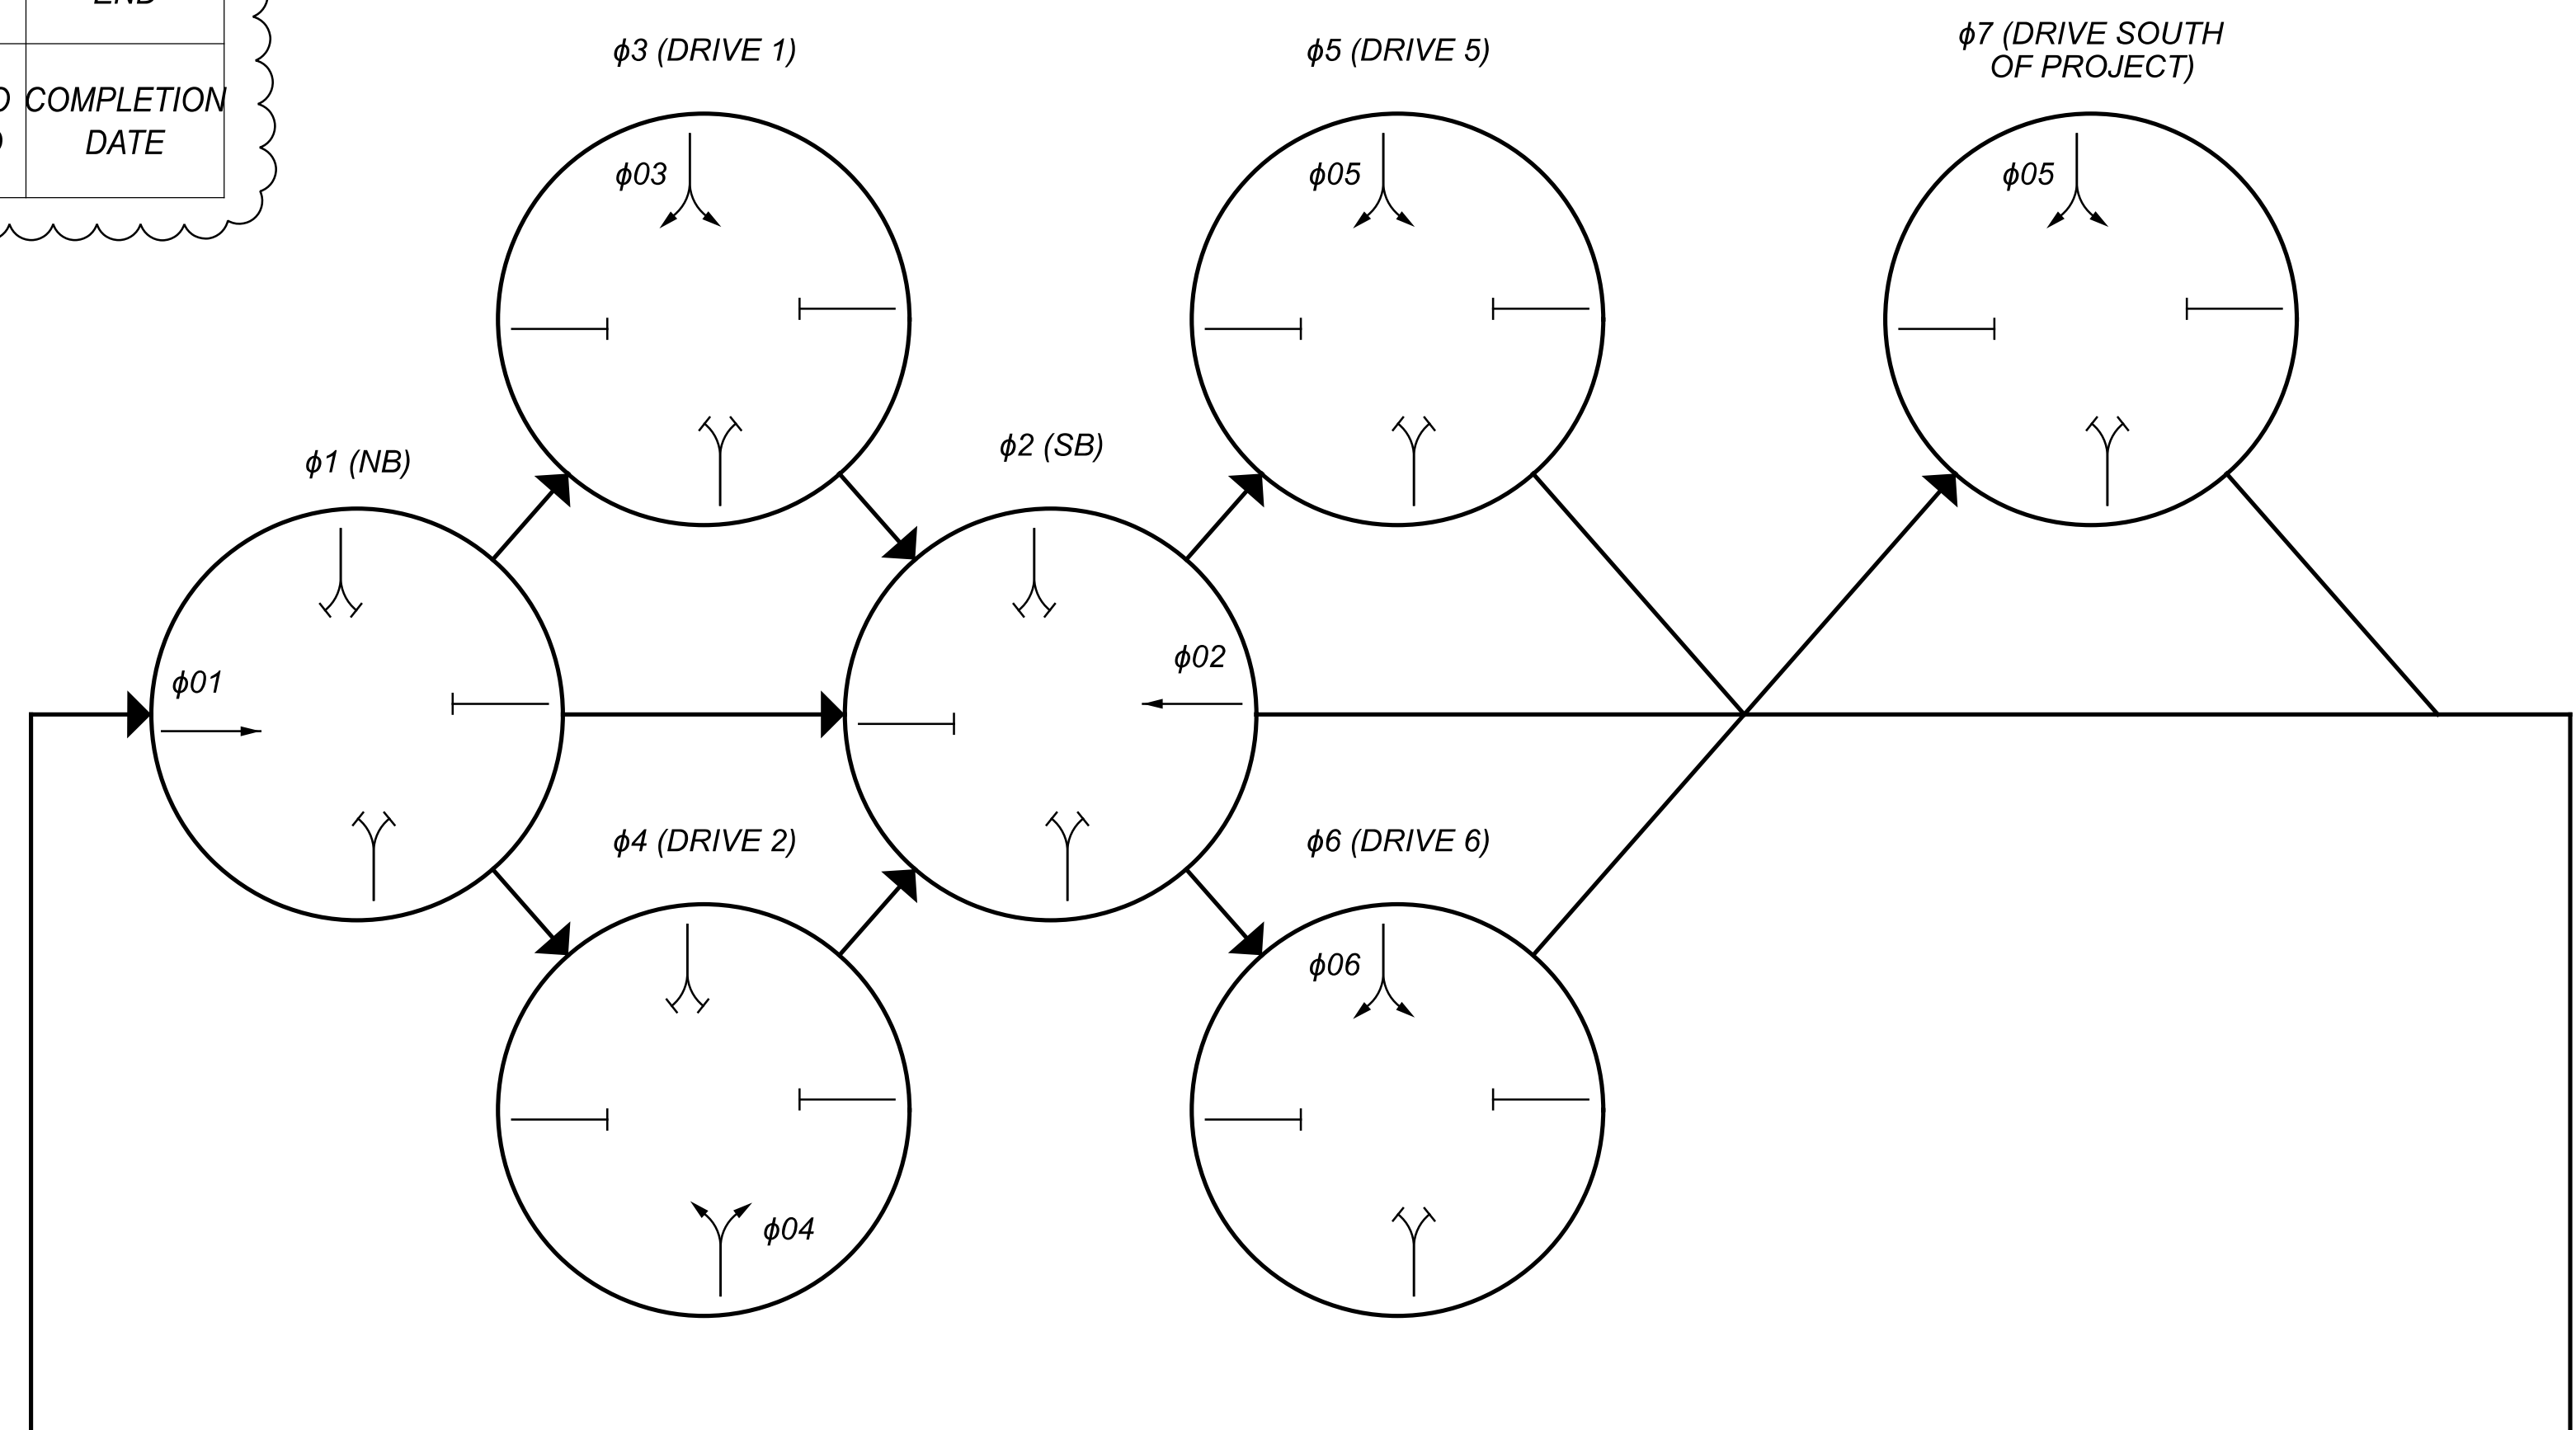 END
COMPLETION
DATE
ϕ3 (DRIVE 1)
ϕ5 (DRIVE 5)
ϕ7 (DRIVE SOUTH
OF PROJECT)
ϕ03
ϕ05
ϕ05
ϕ1 (NB)
ϕ2 (SB)
ϕ01
ϕ02
ϕ4 (DRIVE 2)
ϕ6 (DRIVE 6)
ϕ06
ϕ04